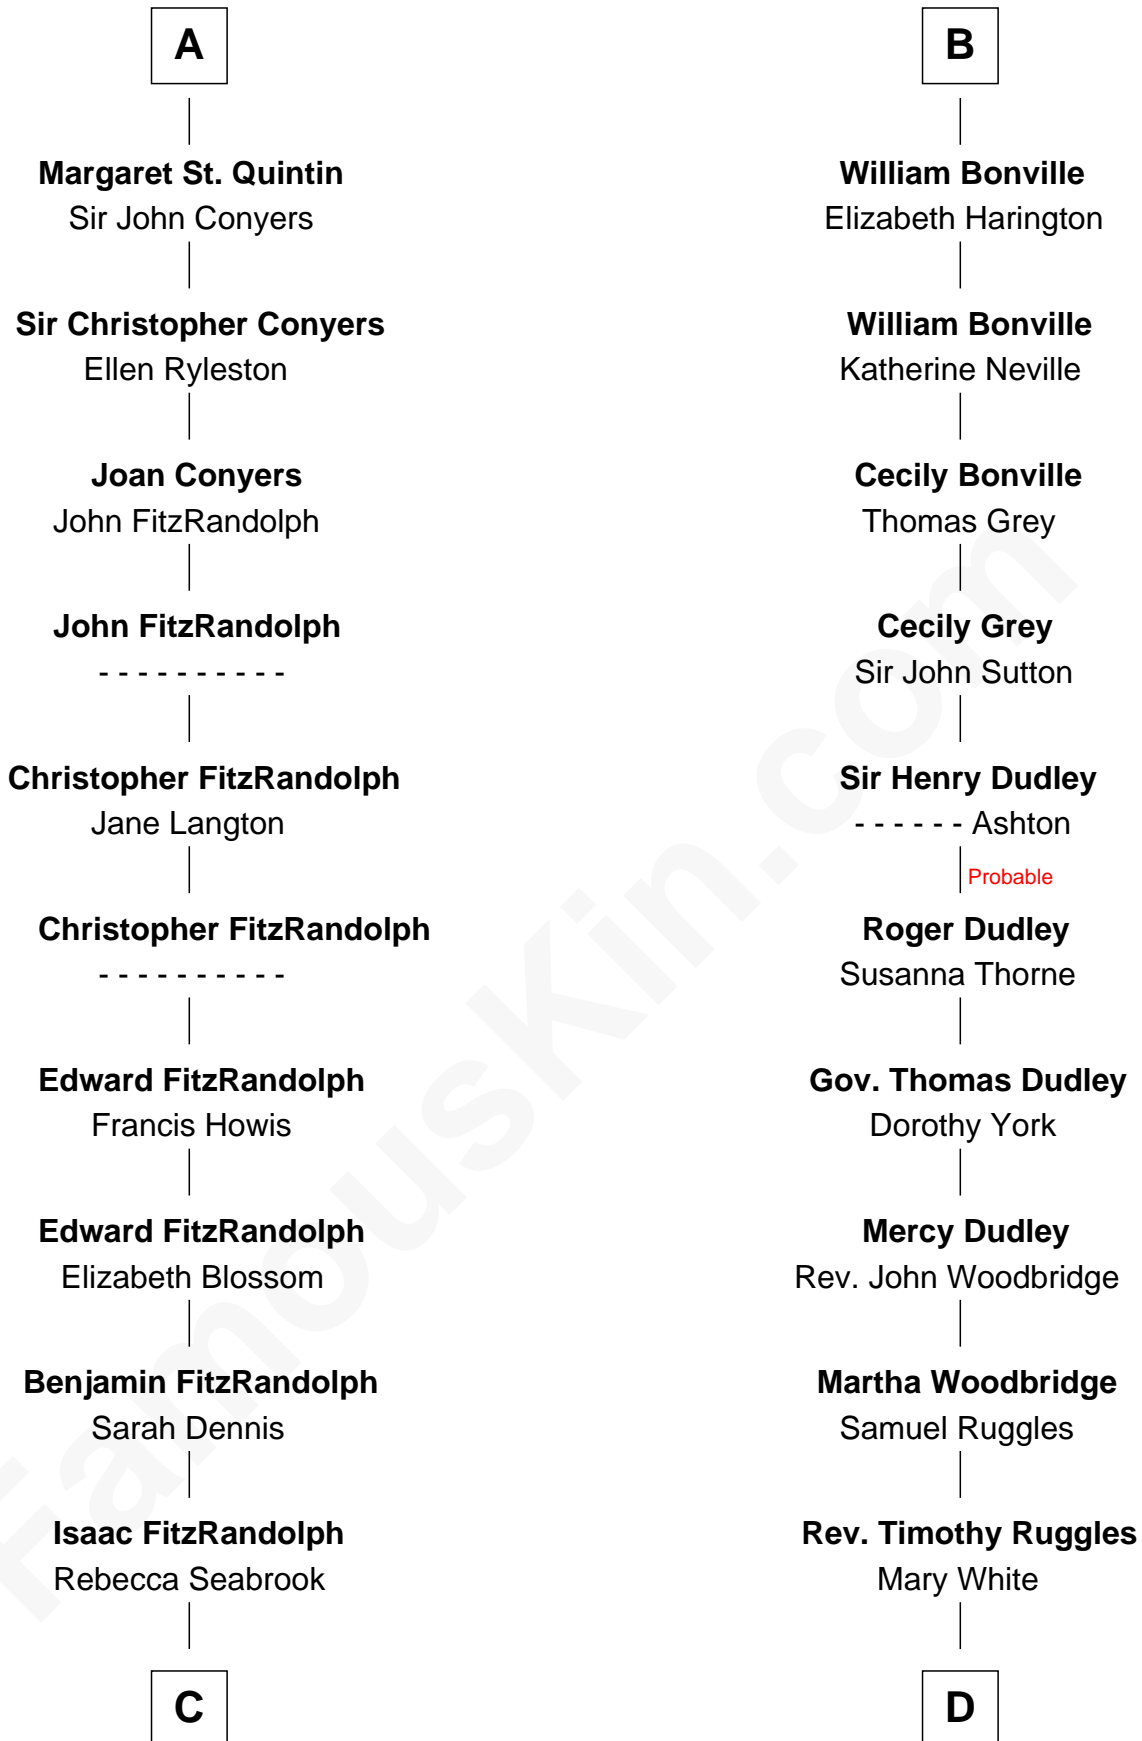 A
Margaret St. Quintin
Sir John Conyers
Sir Christopher Conyers
Ellen Ryleston
Joan Conyers
John FitzRandolph
John FitzRandolph
- - - - - - - - - -
Christopher FitzRandolph
Jane Langton
Christopher FitzRandolph
- - - - - - - - - -
Edward FitzRandolph
Francis Howis
Edward FitzRandolph
Elizabeth Blossom
Benjamin FitzRandolph
Sarah Dennis
Isaac FitzRandolph
Rebecca Seabrook
C
B
William Bonville
Elizabeth Harington
William Bonville
Katherine Neville
Cecily Bonville
Thomas Grey
Cecily Grey
Sir John Sutton
Sir Henry Dudley
- - - - - - Ashton
Probable
Roger Dudley
Susanna Thorne
Gov. Thomas Dudley
Dorothy York
Mercy Dudley
Rev. John Woodbridge
Martha Woodbridge
Samuel Ruggles
Rev. Timothy Ruggles
Mary White
D
FamousKin.com